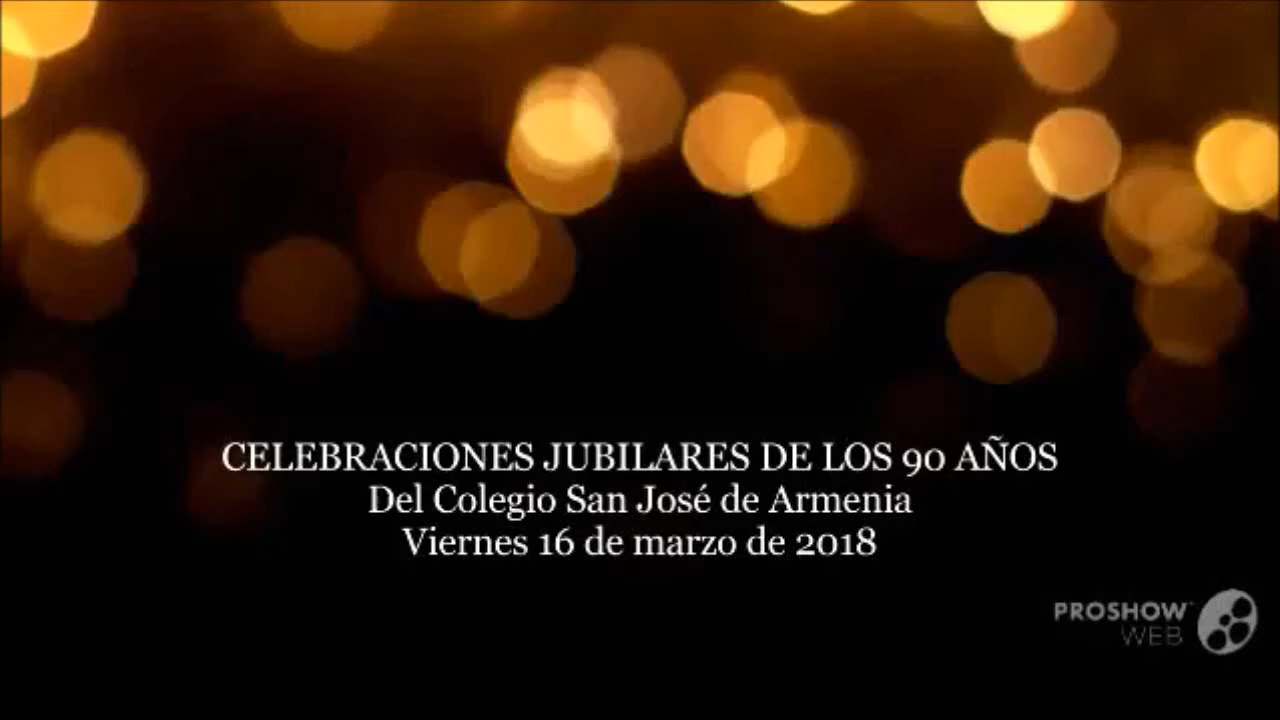 CELEBRACIONES JUBILARES DE LOS 90 AÑOS
Del Colegio San José de Armenia
Viernes 16 de marzo de 2018
PROSHOW
WEB